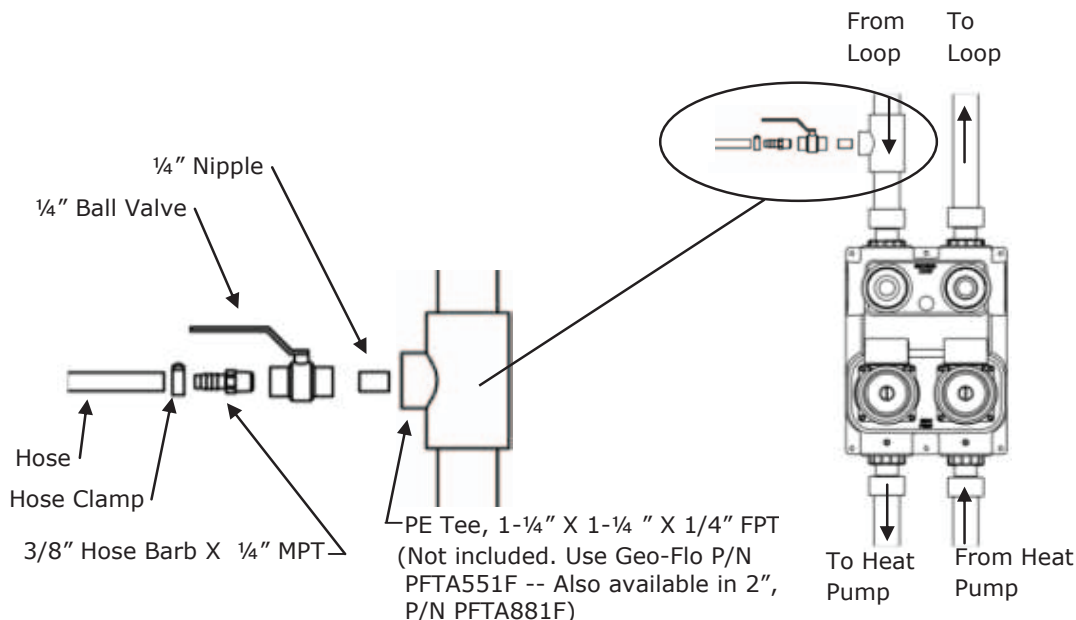 From
Loop
To
Loop
¼” Nipple
¼” Ball Valve
Hose
Hose Clamp
3/8” Hose Barb X ¼” MPT
PE Tee, 1-¼” X 1-¼ ” X 1/4” FPT
(Not included. Use Geo-Flo P/N
PFTA551F -- Also available in 2”,
P/N PFTA881F)
To Heat
Pump
From Heat
Pump